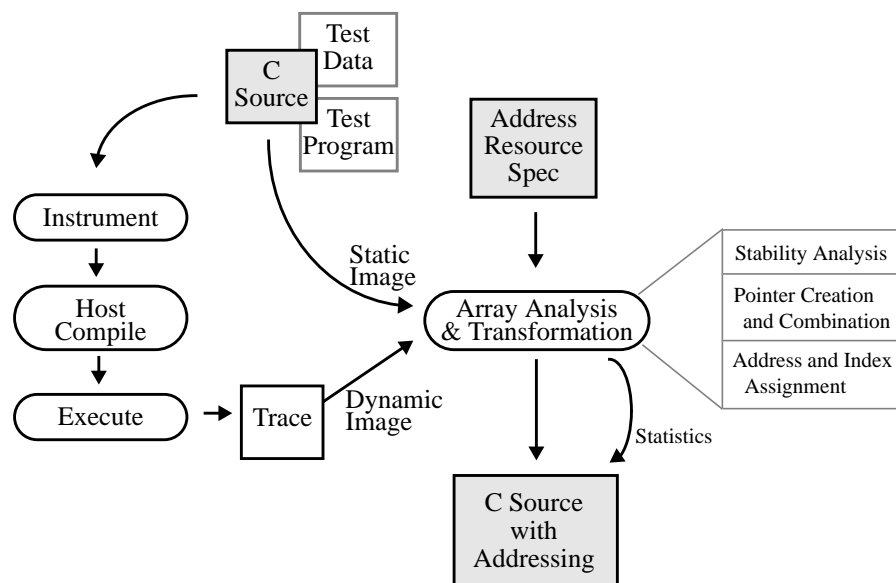 Test
Data
C
Source
Test
Program
Address
Resource
Spec
Instrument
Static
Image
Stability Analysis
Host
Compile
Array Analysis
& Transformation
Pointer Creation
and Combination
Address and Index
Assignment
Execute
Trace
Dynamic
Image
Statistics
C Source
with
Addressing